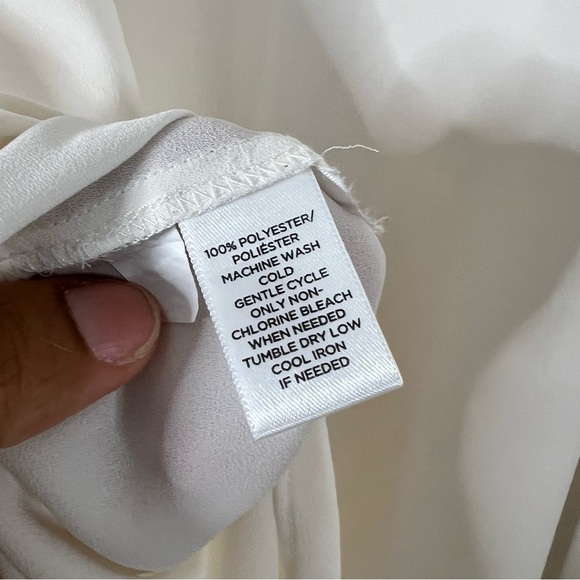 100% POLYESTER/
POLIÉSTER
MACHINE WASH
COLD
GENTLE CYCLE
ONLY NON-
CHLORINE BLEACH
WHEN NEEDED
TUMBLE DRY LOW
COOL IRON
IF NEEDED